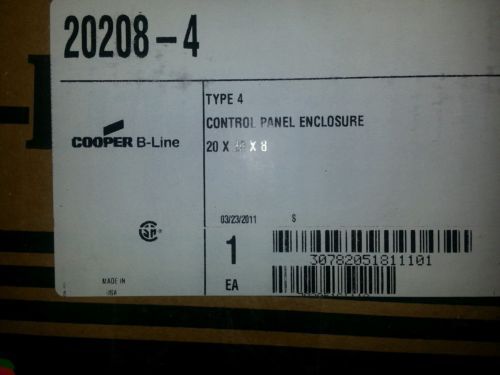 20208-4
TYPE 4
CONTROL PANEL ENCLOSURE
COOPER B-Line
20 X X 8
03/23/2011 S
1
EA
30782051811101
MADE IN
USA